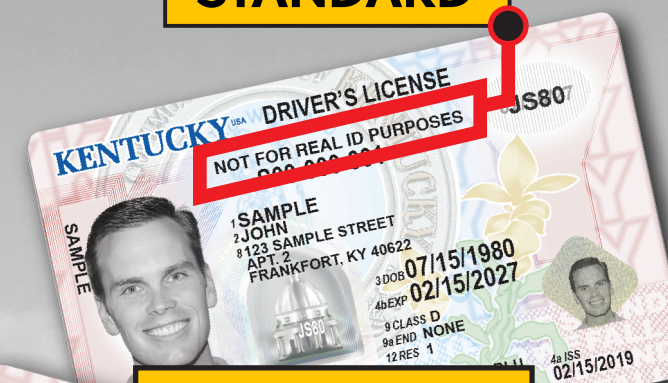 STANDARD
DRIVER'S LICENSE
KENTUCKY USA
JS807
NOT FOR REAL ID PURPOSES
SAMPLE
1 SAMPLE
2 JOHN
8 123 SAMPLE STREET
APT. 2
FRANKFORT, KY 40622
3 DOB 07/15/1980
4b EXP 02/15/2027
JS80
9 CLASS D
9a END NONE
12 RES 1
4a ISS
02/15/2019